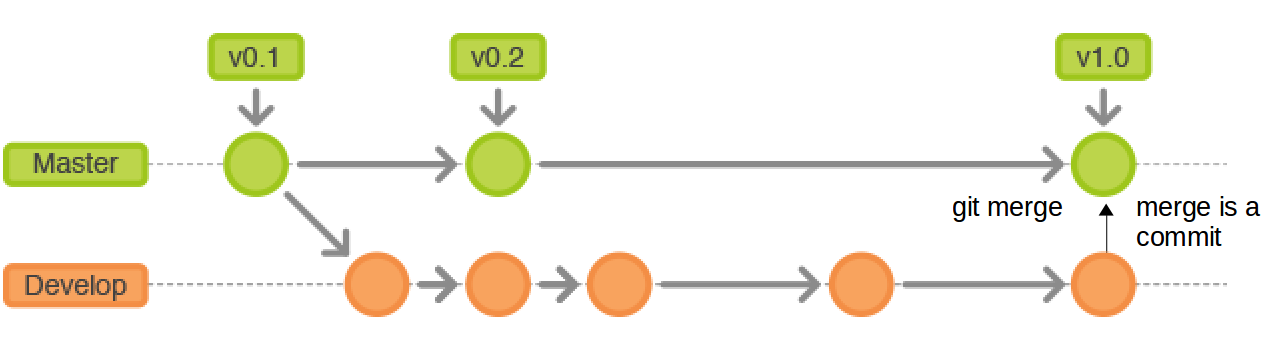 v0.1
v0.2
v1.0
Master
git merge
merge is a
commit
Develop